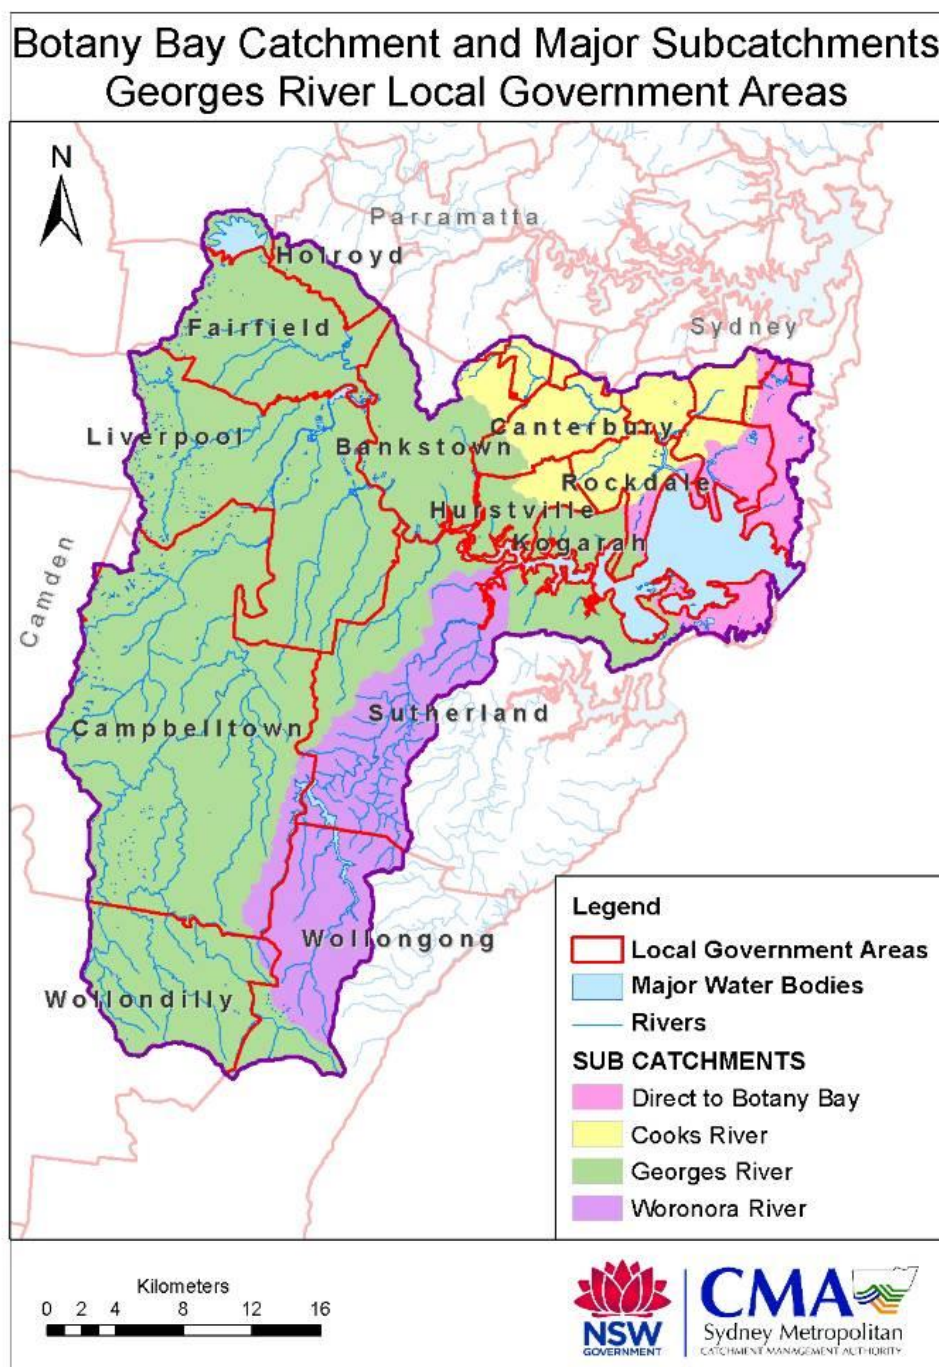 Botany Bay Catchment and Major Subcatchments
Georges River Local Government Areas
N
Parramatta
Holroyd
Fairfield
Sydney
Liverpool
Canterbury
Bankstown
Rockdale
Hurstville
Kogarah
Camden
Sutherland
Campbelltown
Wollongong
Wollondilly
Legend
Local Government Areas
Major Water Bodies
Rivers
SUB CATCHMENTS
Direct to Botany Bay
Cooks River
Georges River
Woronora River
Kilometers
0 2 4 8 12 16
NSW
GOVERNMENT
CMA
Sydney Metropolitan
CATCHMENT MANAGEMENT AUTHORITY